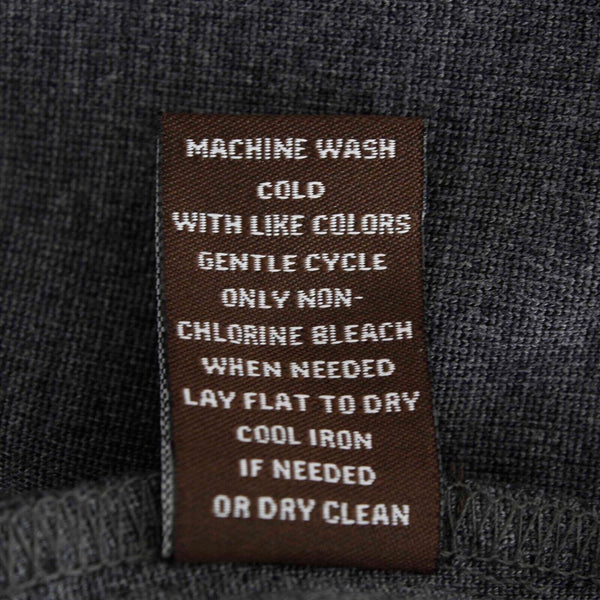 MACHINE WASH
COLD
WITH LIKE COLORS
GENTLE CYCLE
ONLY NON-
CHLORINE BLEACH
WHEN NEEDED
LAY FLAT TO DRY
COOL IRON
IF NEEDED
OR DRY CLEAN